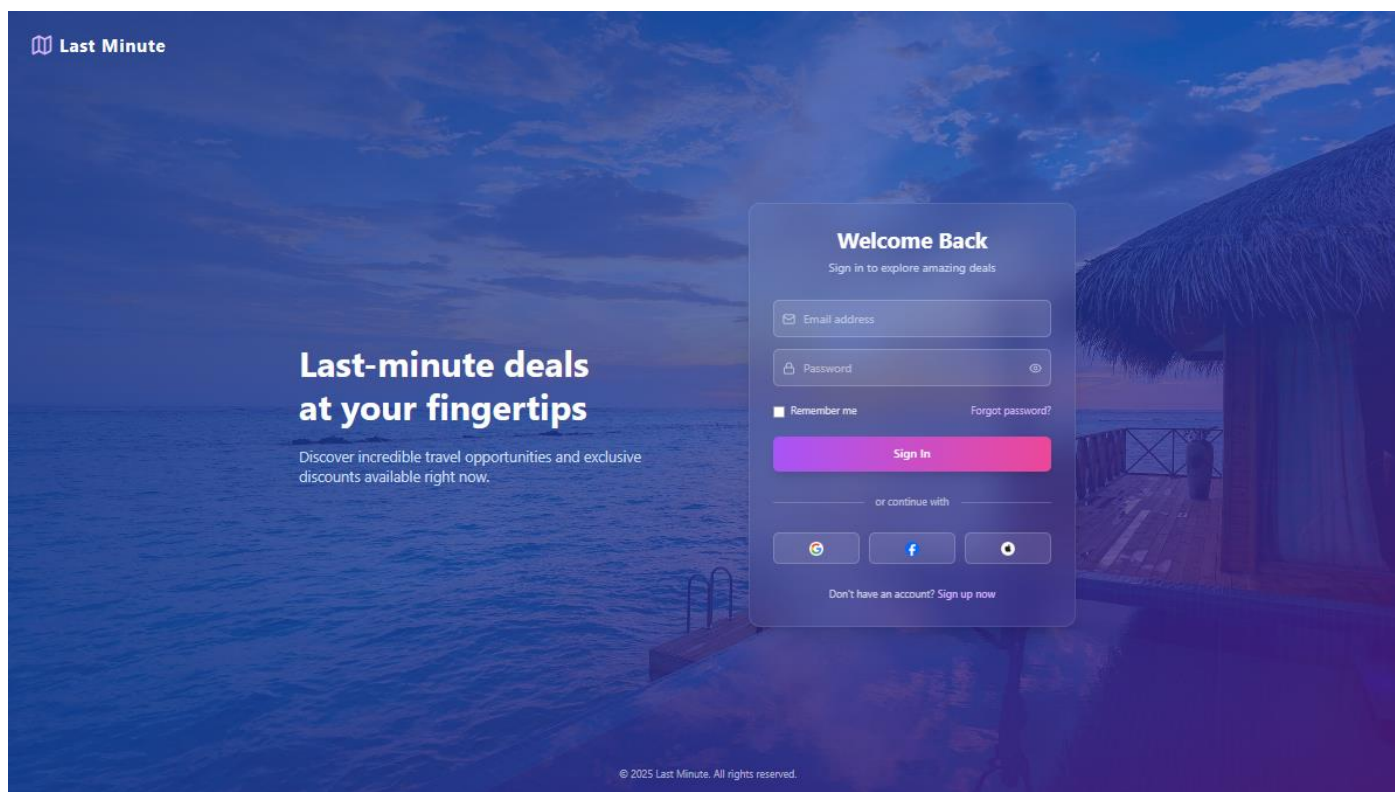 Last Minute
Last-minute deals
at your fingertips
Discover incredible travel opportunities and exclusive
discounts available right now.
Welcome Back
Sign in to explore amazing deals
Email address
Password
Remember me
Forgot password?
Sign In
or continue with
Don't have an account? Sign up now
© 2025 Last Minute. All rights reserved.